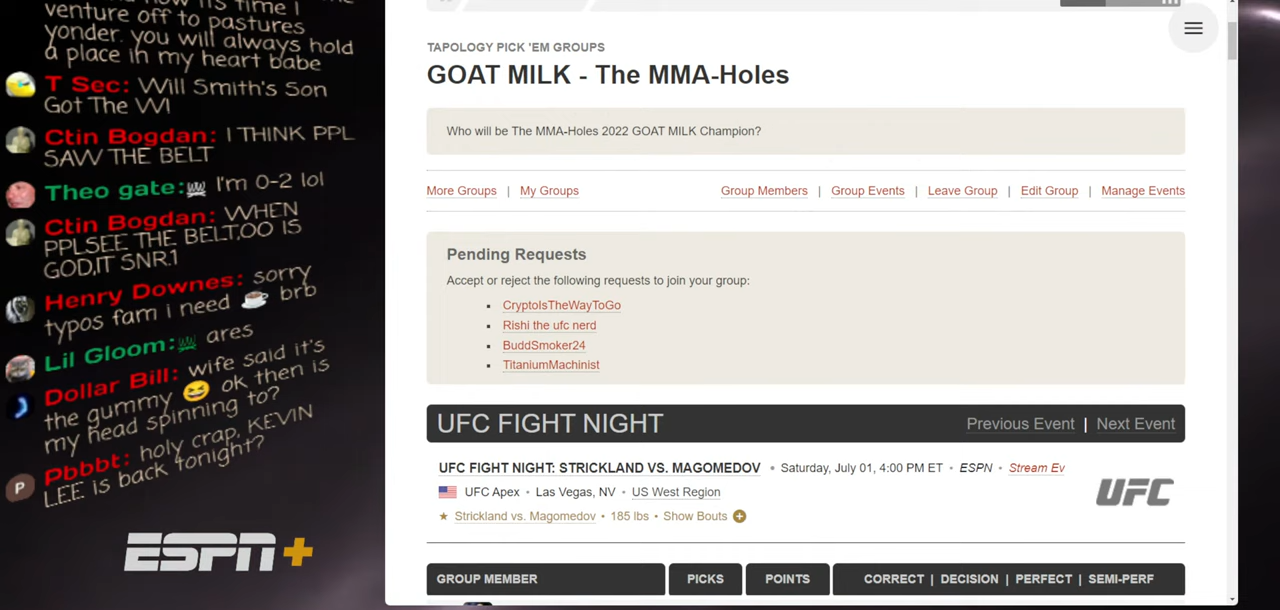 venture off to pastures
yonder. you will always hold
a place in my heart babe
T Sec: Will Smith's Son
Got The W!
Ctin Bogdan: I THINK PPL
SAW THE BELT
Theo gate: I'm 0-2 lol
Ctin Bogdan: WHEN
PPLSEE THE BELT,OO IS
GOD,IT SNR.1
Henry Downes: sorry
typos fam i need ☕ brb
Lil Gloom: ares
Dollar Bill: wife said it's
the gummy 😆 ok then is
my head spinning to?
Pbbbt: holy crap, KEVIN
LEE is back tonight?
P
ESPN+
TAPOLOGY PICK 'EM GROUPS
GOAT MILK - The MMA-Holes
Who will be The MMA-Holes 2022 GOAT MILK Champion?
More Groups | My Groups
Group Members | Group Events | Leave Group | Edit Group | Manage Events
Pending Requests
Accept or reject the following requests to join your group:
CryptoIsTheWayToGo
Rishi the ufc nerd
BuddSmoker24
TitaniumMachinist
UFC FIGHT NIGHT
Previous Event | Next Event
UFC FIGHT NIGHT: STRICKLAND VS. MAGOMEDOV • Saturday, July 01, 4:00 PM ET • ESPN • Stream Ev
UFC Apex • Las Vegas, NV • US West Region
★ Strickland vs. Magomedov • 185 lbs • Show Bouts +
UFC
GROUP MEMBER PICKS POINTS CORRECT | DECISION | PERFECT | SEMI-PERF